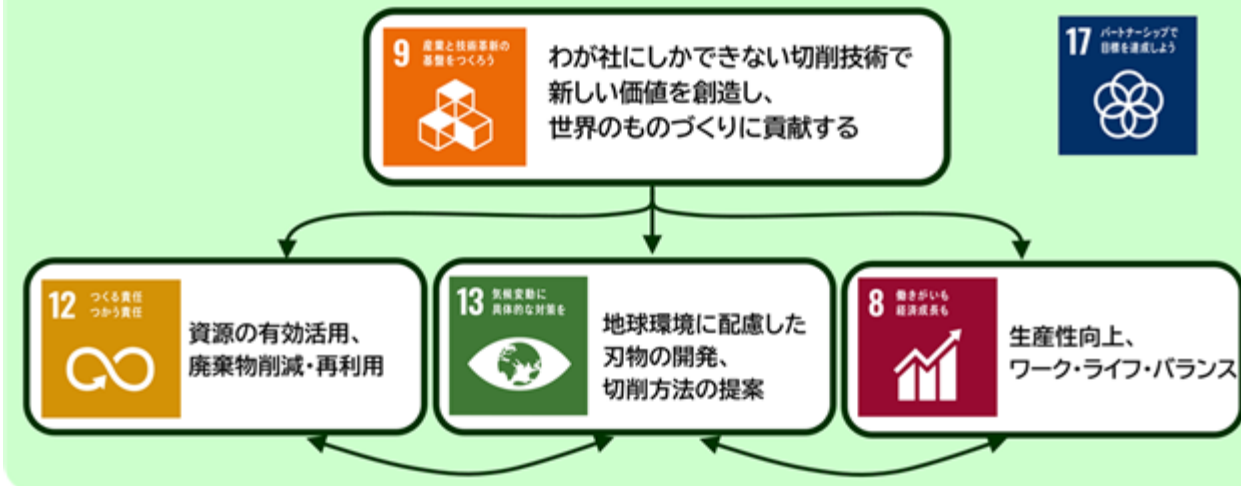 9 産業と技術革新の
基盤をつくろう
わが社にしかできない切削技術で
新しい価値を創造し、
世界のものづくりに貢献する
17 パートナーシップで
目標を達成しよう
12 つくる責任
つかう責任
資源の有効活用、
廃棄物削減・再利用
13 気候変動に
具体的な対策を
地球環境に配慮した
刃物の開発、
切削方法の提案
8 働きがいも
経済成長も
生産性向上、
ワーク・ライフ・バランス